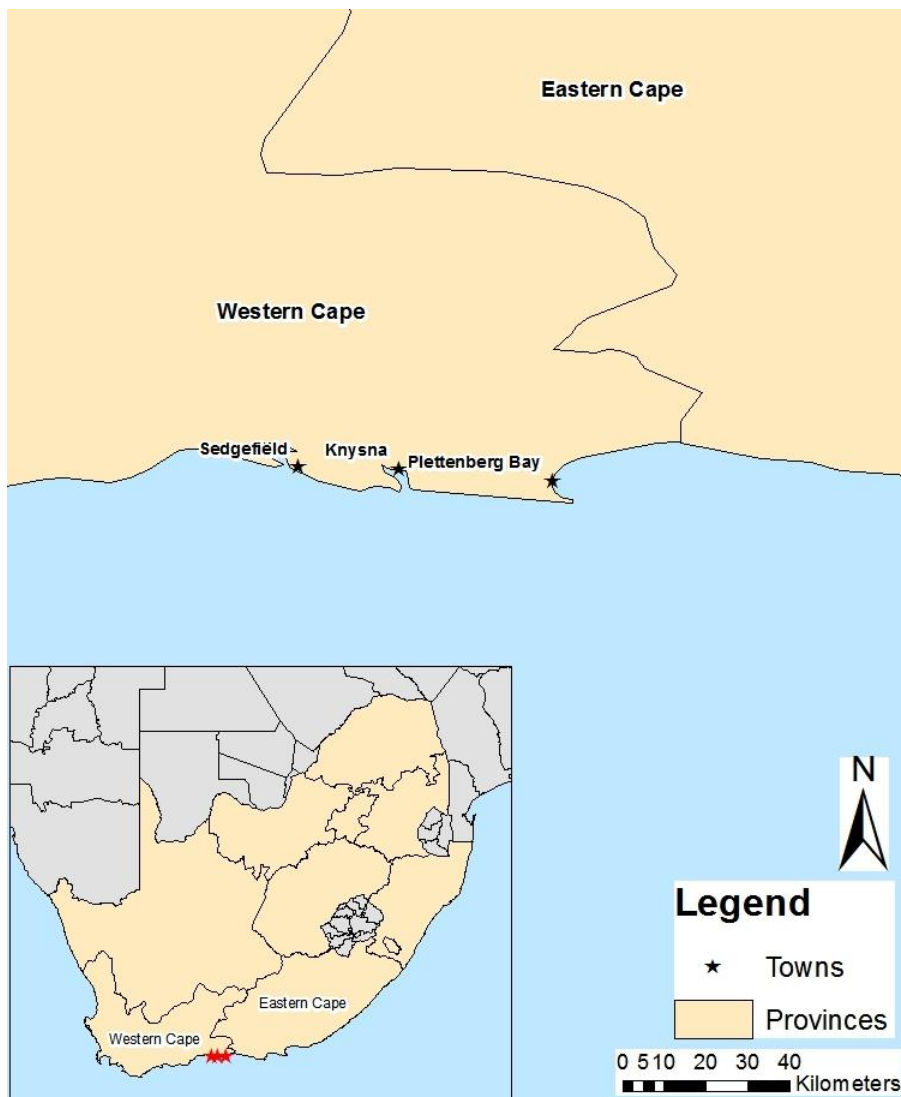 Eastern Cape
Western Cape
Sedgefiëld
Knysna
Plettenberg Bay
Eastern Cape
Western Cape
N
Legend
Towns
Provinces
0 5 10 20 30 40
Kilometers